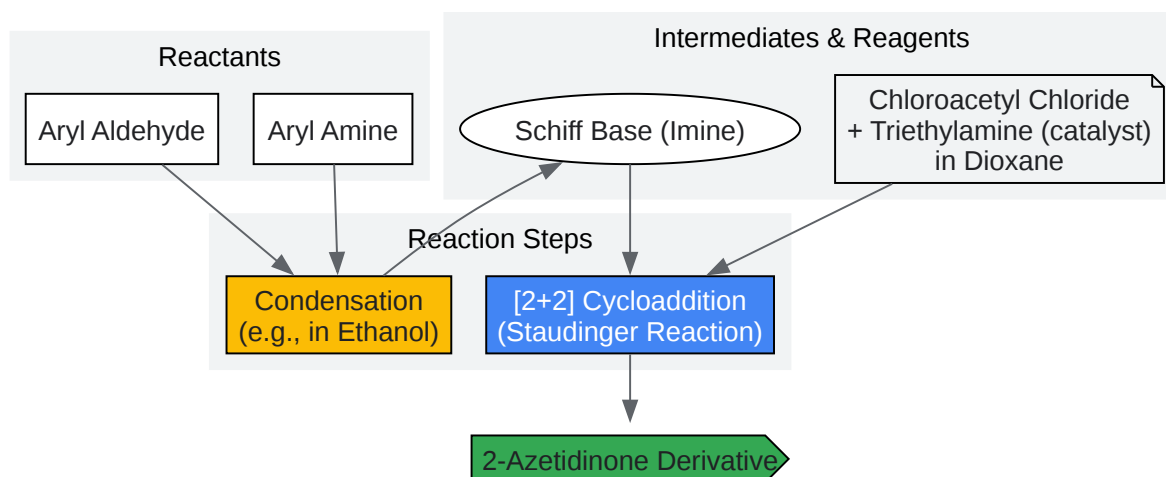 Reactants
Intermediates & Reagents
Aryl Aldehyde
Aryl Amine
Schiff Base (Imine)
Chloroacetyl Chloride
+ Triethylamine (catalyst)
in Dioxane
Reaction Steps
Condensation
(e.g., in Ethanol)
[2+2] Cycloaddition
(Staudinger Reaction)
2-Azetidinone Derivative